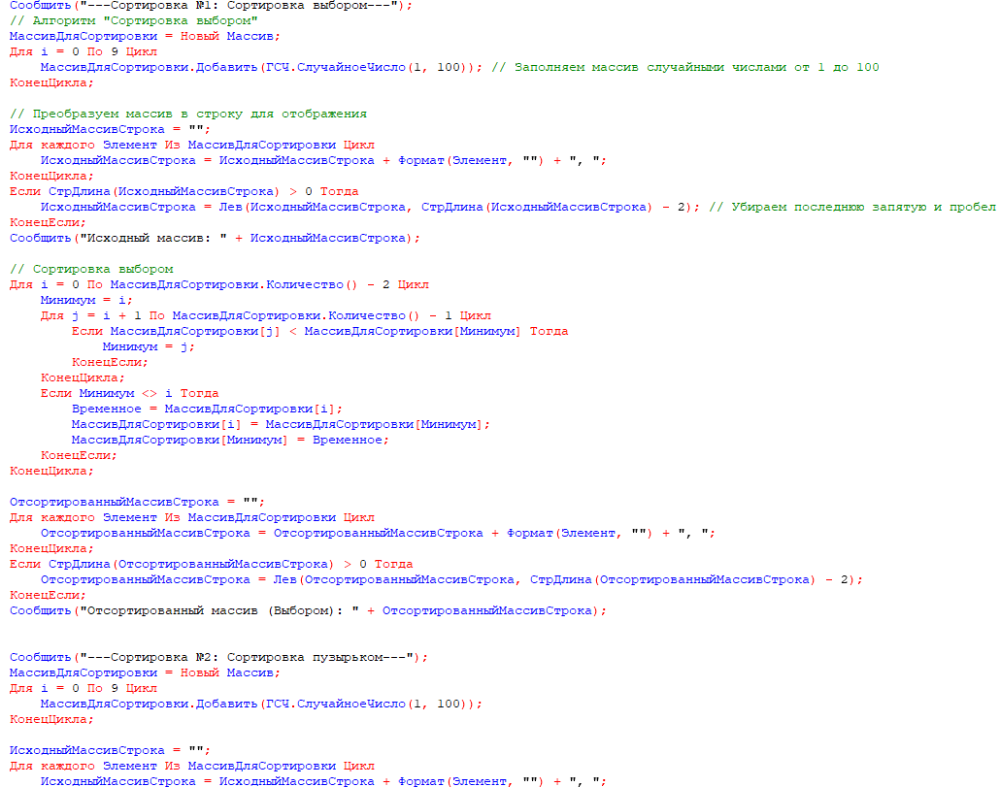 Сообщить("---Сортировка №1: Сортировка выбором---");
// Алгоритм "Сортировка выбором"
МассивДляСортировки = Новый Массив;
Для i = 0 По 9 Цикл
    МассивДляСортировки.Добавить(ГСЧ.СлучайноеЧисло(1, 100)); // Заполняем массив случайными числами от 1 до 100
КонецЦикла;

// Преобразуем массив в строку для отображения
ИсходныйМассивСтрока = "";
Для каждого Элемент Из МассивДляСортировки Цикл
    ИсходныйМассивСтрока = ИсходныйМассивСтрока + Формат(Элемент, "") + ", ";
КонецЦикла;
Если СтрДлина(ИсходныйМассивСтрока) > 0 Тогда
    ИсходныйМассивСтрока = Лев(ИсходныйМассивСтрока, СтрДлина(ИсходныйМассивСтрока) - 2); // Убираем последнюю запятую и пробел
КонецЕсли;
Сообщить("Исходный массив: " + ИсходныйМассивСтрока);

// Сортировка выбором
Для i = 0 По МассивДляСортировки.Количество() - 2 Цикл
    Минимум = i;
    Для j = i + 1 По МассивДляСортировки.Количество() - 1 Цикл
        Если МассивДляСортировки[j] < МассивДляСортировки[Минимум] Тогда
            Минимум = j;
        КонецЕсли;
    КонецЦикла;
    Если Минимум <> i Тогда
        Временное = МассивДляСортировки[i];
        МассивДляСортировки[i] = МассивДляСортировки[Минимум];
        МассивДляСортировки[Минимум] = Временное;
    КонецЕсли;
КонецЦикла;

ОтсортированныйМассивСтрока = "";
Для каждого Элемент Из МассивДляСортировки Цикл
    ОтсортированныйМассивСтрока = ОтсортированныйМассивСтрока + Формат(Элемент, "") + ", ";
КонецЦикла;
Если СтрДлина(ОтсортированныйМассивСтрока) > 0 Тогда
    ОтсортированныйМассивСтрока = Лев(ОтсортированныйМассивСтрока, СтрДлина(ОтсортированныйМассивСтрока) - 2);
КонецЕсли;
Сообщить("Отсортированный массив (Выбором): " + ОтсортированныйМассивСтрока);


Сообщить("---Сортировка №2: Сортировка пузырьком---");
МассивДляСортировки = Новый Массив;
Для i = 0 По 9 Цикл
    МассивДляСортировки.Добавить(ГСЧ.СлучайноеЧисло(1, 100));
КонецЦикла;

ИсходныйМассивСтрока = "";
Для каждого Элемент Из МассивДляСортировки Цикл
    ИсходныйМассивСтрока = ИсходныйМассивСтрока + Формат(Элемент, "") + ", ";